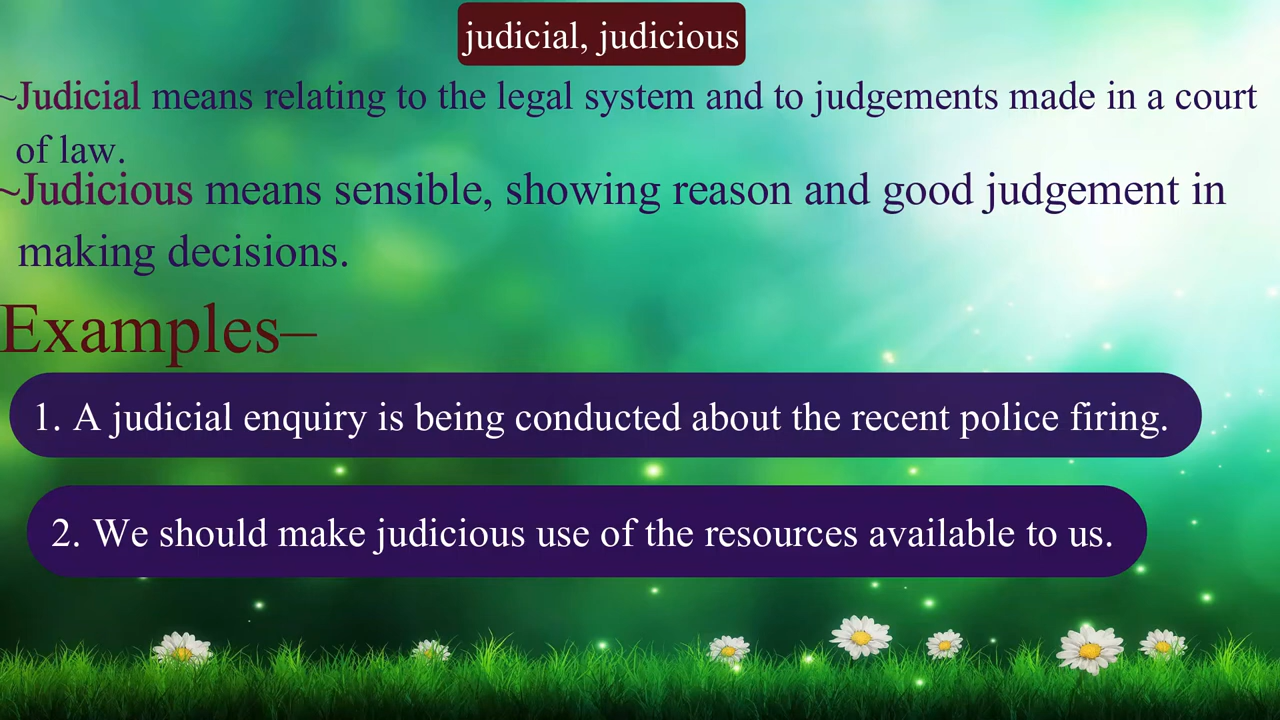 judicial, judicious
~Judicial means relating to the legal system and to judgements made in a court
of law.
~Judicious means sensible, showing reason and good judgement in
making decisions.
Examples–
1. A judicial enquiry is being conducted about the recent police firing.
2. We should make judicious use of the resources available to us.